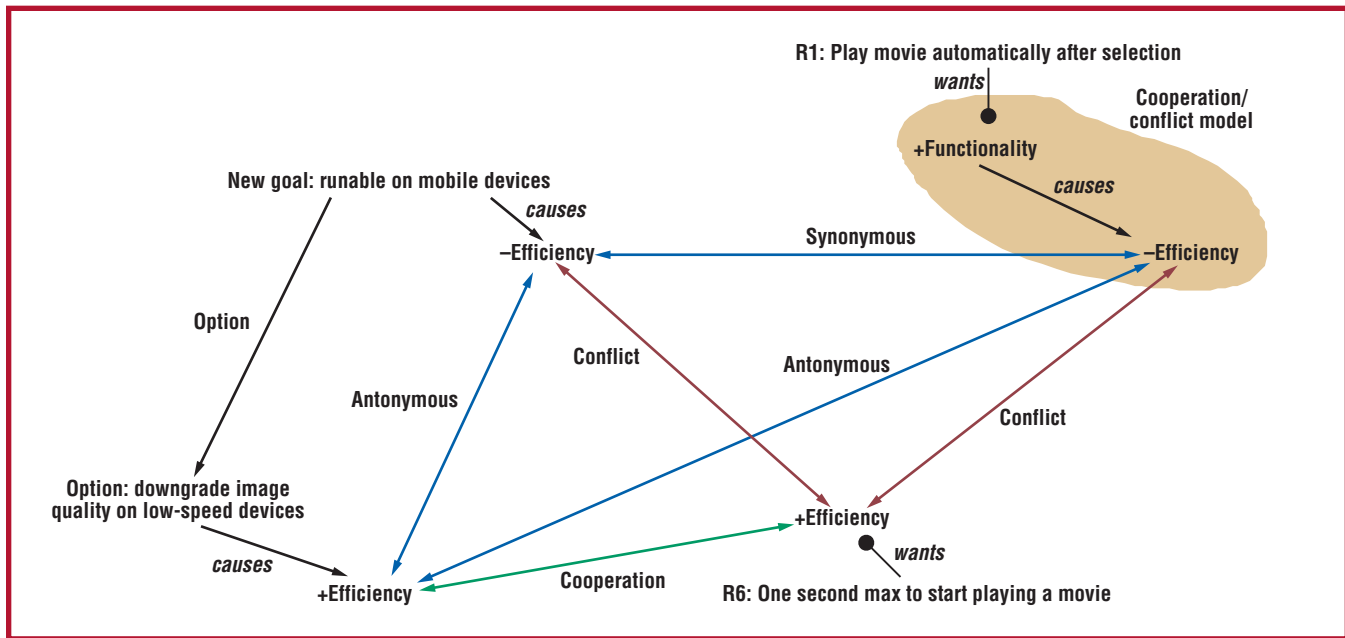 R1: Play movie automatically after selection
wants
Cooperation/
conflict model
+Functionality
causes
New goal: runable on mobile devices
causes
–Efficiency
Synonymous
–Efficiency
Option
Conflict
Antonymous
Antonymous
Conflict
Option: downgrade image
quality on low-speed devices
+Efficiency
wants
causes
Cooperation
+Efficiency
R6: One second max to start playing a movie